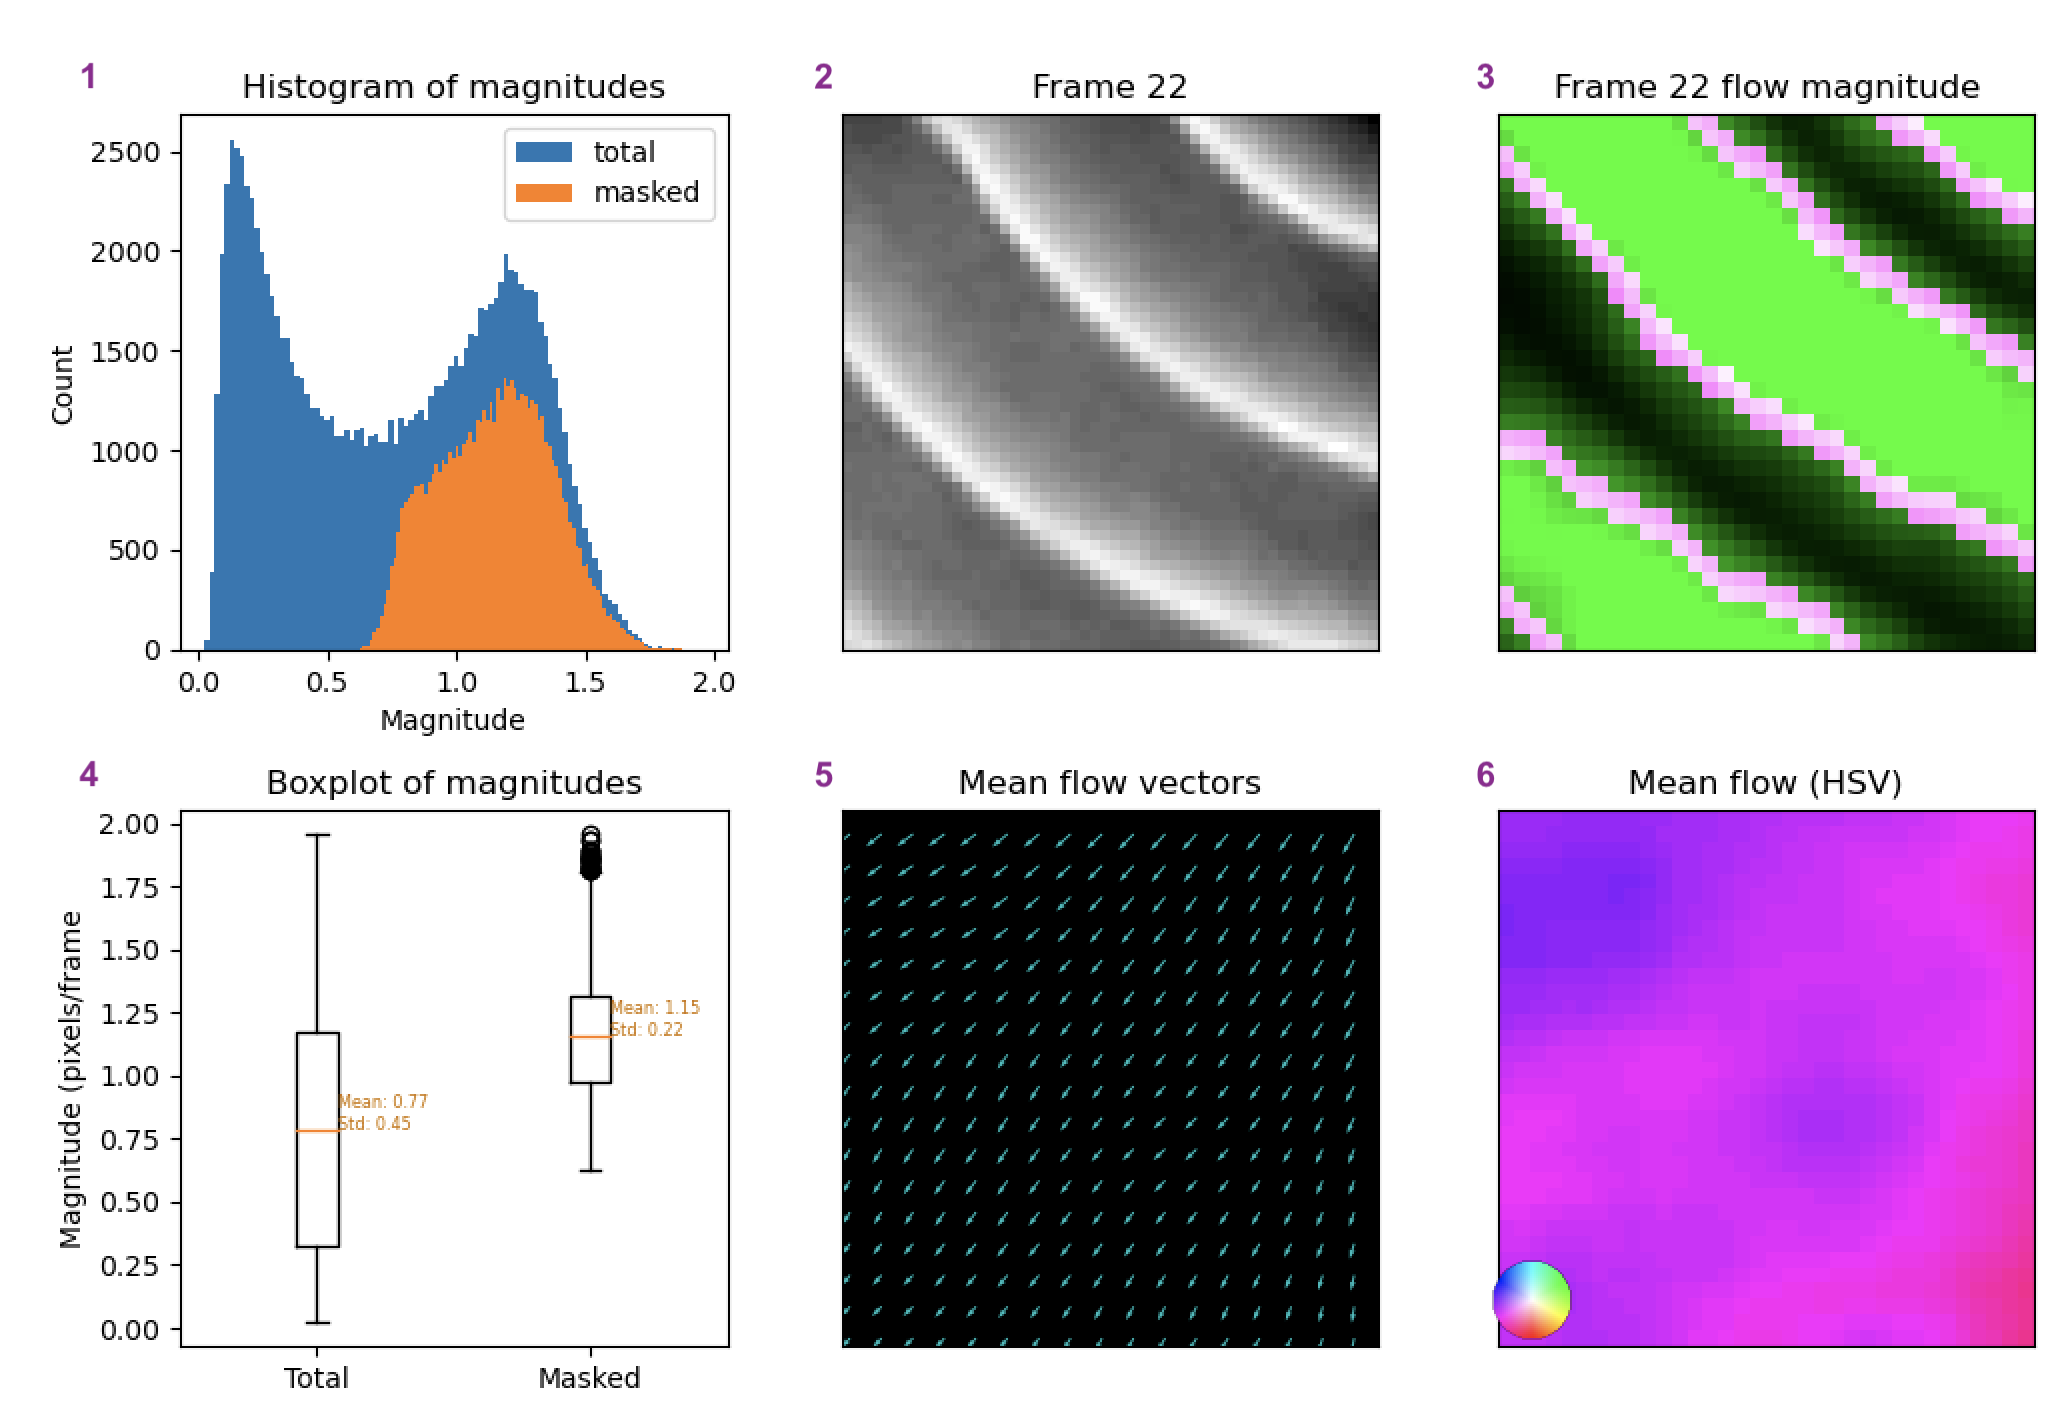 1
Histogram of magnitudes
total
masked
2500
2000
1500
1000
500
0
Count
0.0 0.5 1.0 1.5 2.0
Magnitude
2
Frame 22
3
Frame 22 flow magnitude
4
Boxplot of magnitudes
2.00
1.75
1.50
1.25
1.00
0.75
0.50
0.25
0.00
Magnitude (pixels/frame
Mean: 0.77
Std: 0.45
Mean: 1.15
Std: 0.22
Total Masked
5
Mean flow vectors
6
Mean flow (HSV)